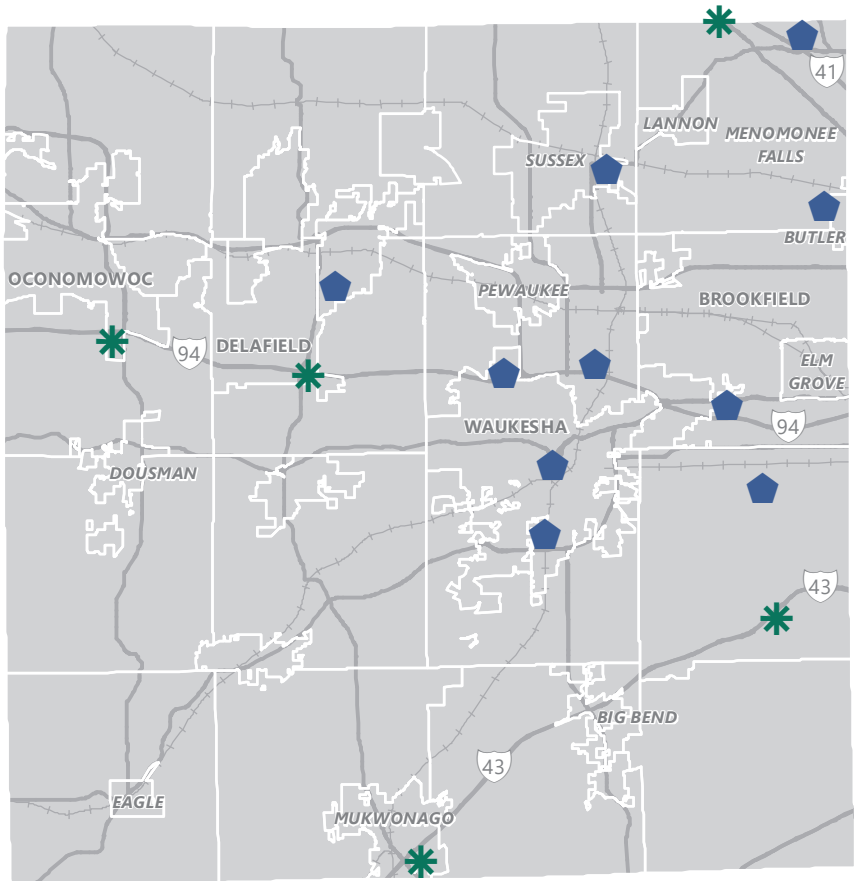 41
LANNON
MENOMONEE
FALLS
SUSSEX
BUTLER
OCONOMOWOC
PEWAUKEE
BROOKFIELD
94
DELAFIELD
ELM
GROVE
WAUKESHA
94
DOUSMAN
43
BIG BEND
43
EAGLE
MUKWONAGO